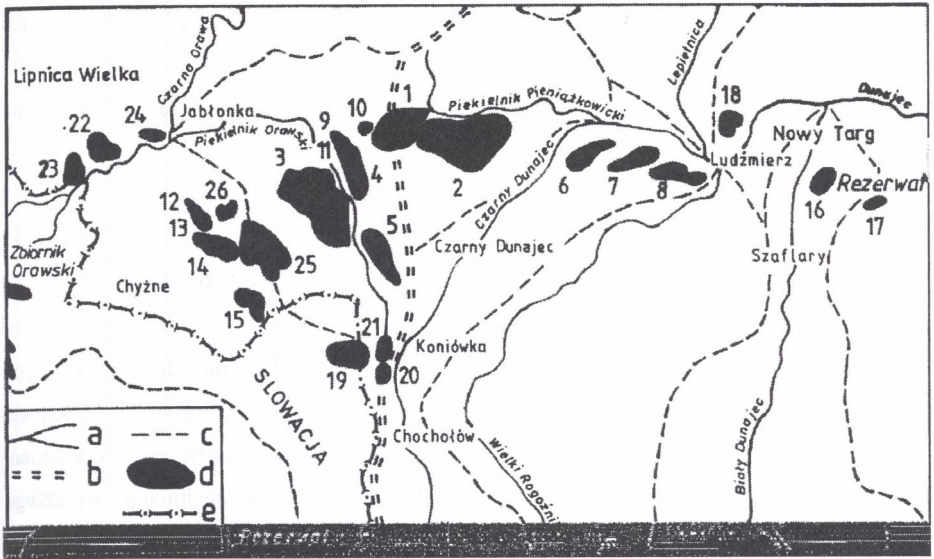 Lipnica Wielka
Czarna Orawa
Jabłonka
Piekielnik Orawski
Piekielnik Pieniążkowicki
Lepietnica
Dunajec
Nowy Targ
Ludźmierz
Rezerwat
Czarny Dunajec
Czarny Dunajec
Szaflary
Zbiornik
Orawski
Chyżne
Koniówka
SLOWACJA
Chochołów
Wielki Rogoźni
Biały Dunajec
1
2
3
4
5
6
7
8
9
10
11
12
13
14
15
16
17
18
19
20
21
22
23
24
25
26
a
b
c
d
e